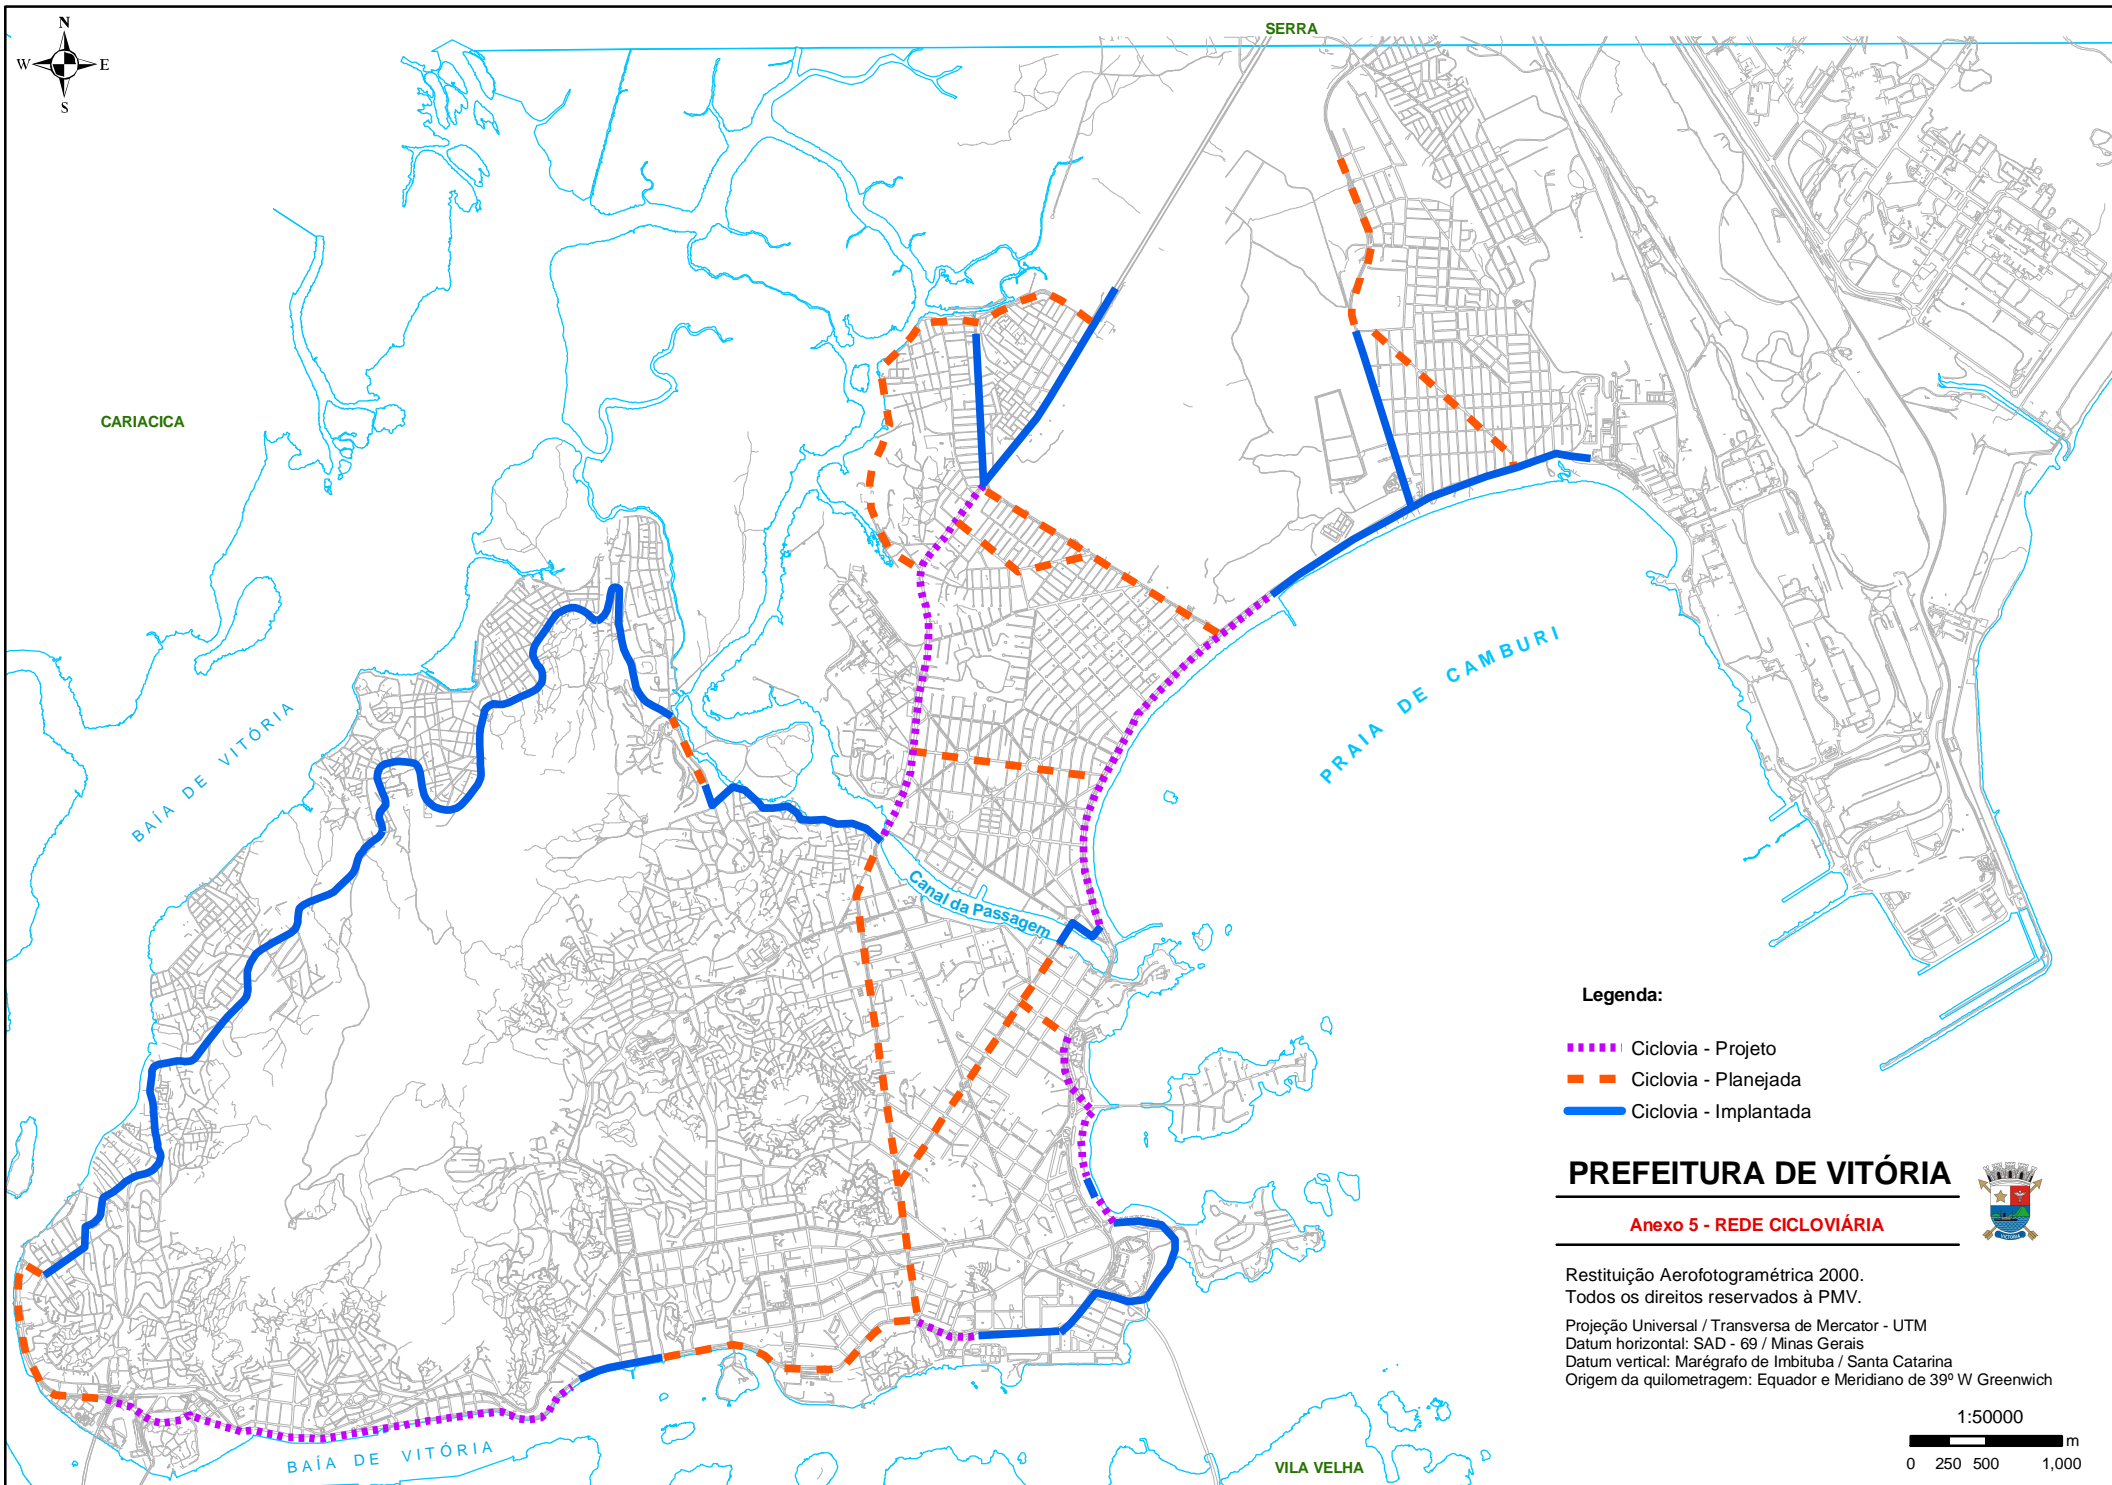 SERRA
N
W E
S
CARIACICA
BAÍA DE VITÓRIA
PRAIA DE CAMBURI
Canal da Passagem
Legenda:
Ciclovia - Projeto
Ciclovia - Planejada
Ciclovia - Implantada
PREFEITURA DE VITÓRIA
VICTORIA
Anexo 5 - REDE CICLOVIÁRIA
Restituição Aerofotogramétrica 2000.
Todos os direitos reservados à PMV.
Projeção Universal / Transversa de Mercator - UTM
Datum horizontal: SAD - 69 / Minas Gerais
Datum vertical: Marégrafo de Imbituba / Santa Catarina
Origem da quilometragem: Equador e Meridiano de 39º W Greenwich
1:50000
m
0 250 500 1,000
BAÍA DE VITÓRIA
VILA VELHA